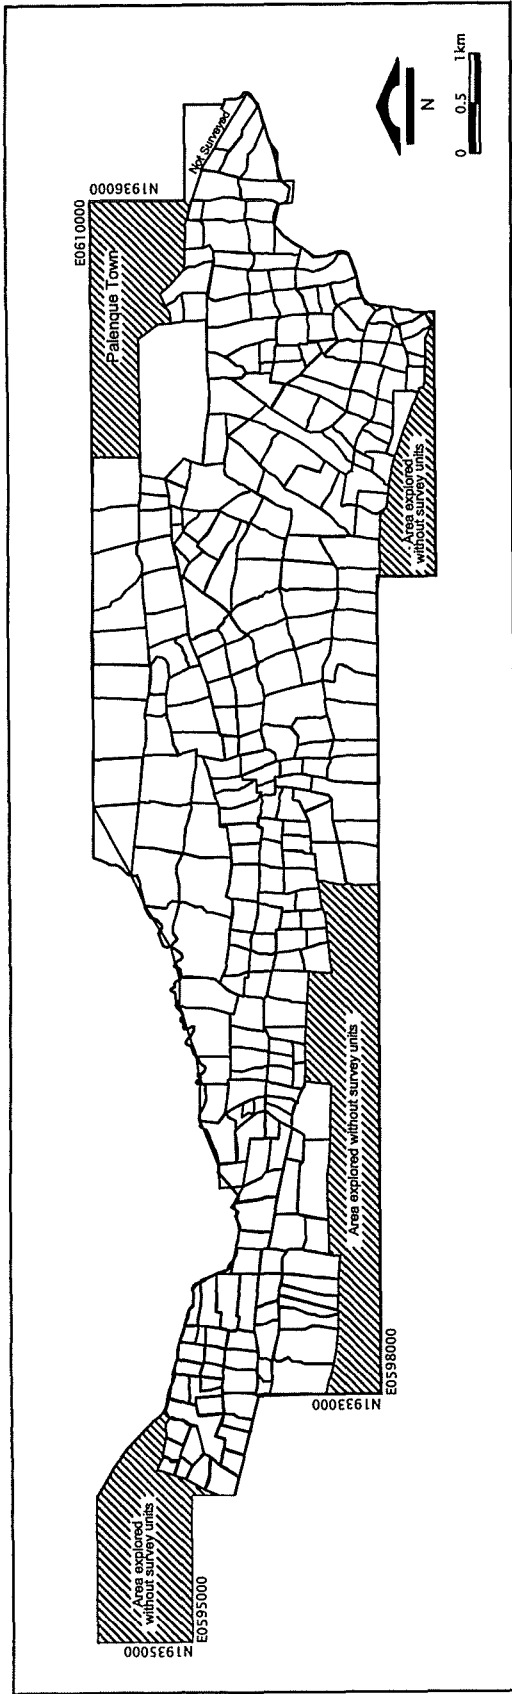 E0610000
N1936000
Palenque Town
Not Surveyed
N
0 0.5 1km
Area explored
without survey units
Area explored without survey units
N1933000
E0598000
Area explored
without survey units
N1935000
E0595000